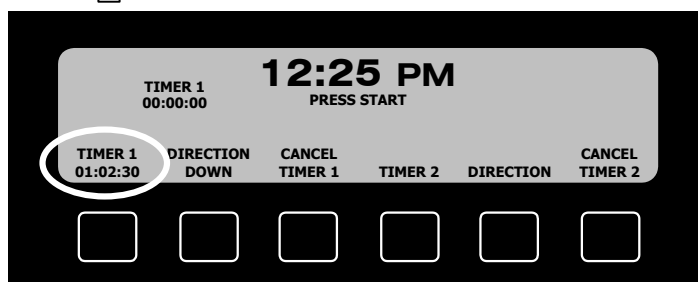 12:25 PM
TIMER 1
00:00:00
PRESS START
TIMER 1
01:02:30
DIRECTION
DOWN
CANCEL
TIMER 1
TIMER 2
DIRECTION
CANCEL
TIMER 2